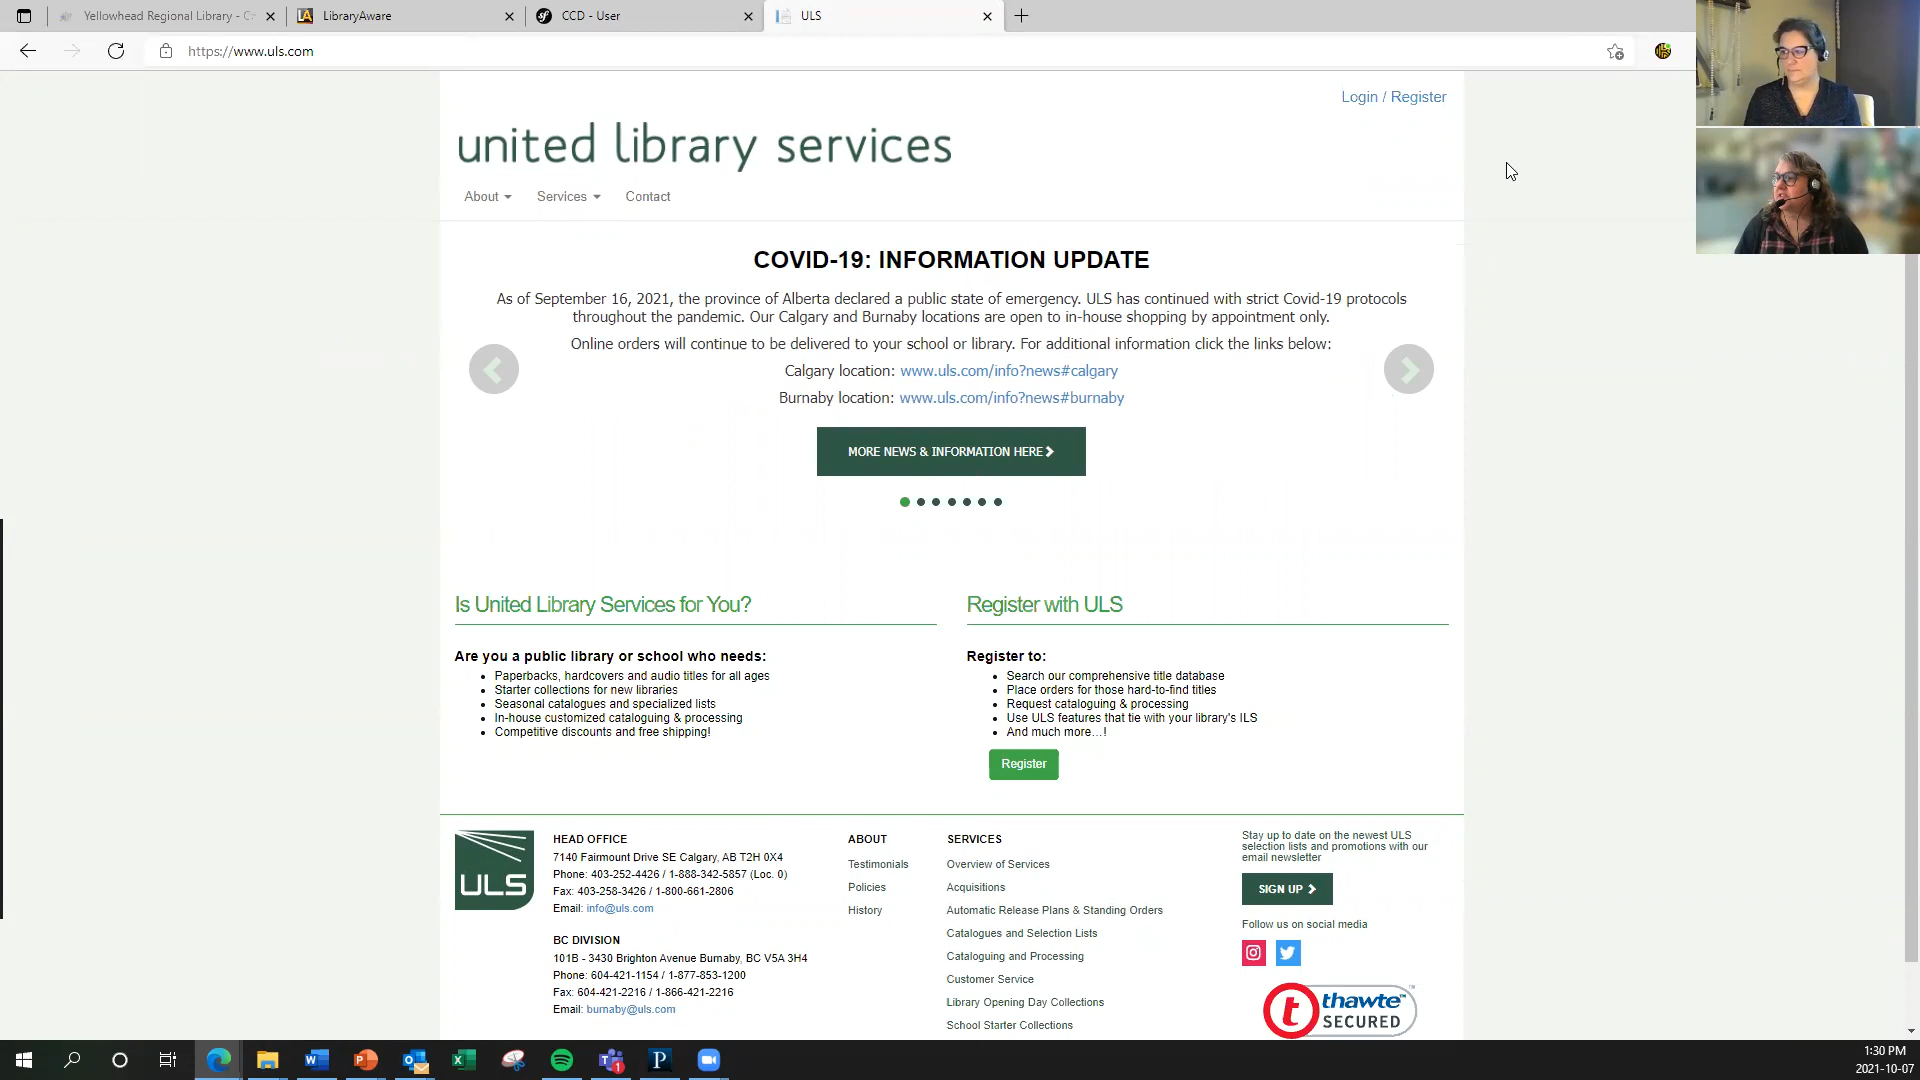 Yellowhead Regional Library - C
LibraryAware
CCD - User
ULS
https://www.uls.com
Login / Register
united library services
About
Services
Contact
COVID-19: INFORMATION UPDATE
As of September 16, 2021, the province of Alberta declared a public state of emergency. ULS has continued with strict Covid-19 protocols
throughout the pandemic. Our Calgary and Burnaby locations are open to in-house shopping by appointment only.
Online orders will continue to be delivered to your school or library. For additional information click the links below:
Calgary location: www.uls.com/info?news#calgary
Burnaby location: www.uls.com/info?news#burnaby
MORE NEWS & INFORMATION HERE
Is United Library Services for You?
Are you a public library or school who needs:
Paperbacks, hardcovers and audio titles for all ages
Starter collections for new libraries
Seasonal catalogues and specialized lists
In-house customized cataloguing & processing
Competitive discounts and free shipping!
Register with ULS
Register to:
Search our comprehensive title database
Place orders for those hard-to-find titles
Request cataloguing & processing
Use ULS features that tie with your library's ILS
And much more...!
Register
ULS
HEAD OFFICE
7140 Fairmount Drive SE Calgary, AB T2H 0X4
Phone: 403-252-4426 / 1-888-342-5857 (Loc. 0)
Fax: 403-258-3426 / 1-800-661-2806
Email: info@uls.com
BC DIVISION
101B - 3430 Brighton Avenue Burnaby, BC V5A 3H4
Phone: 604-421-1154 / 1-877-853-1200
Fax: 604-421-2216 / 1-866-421-2216
Email: burnaby@uls.com
ABOUT
Testimonials
Policies
History
SERVICES
Overview of Services
Acquisitions
Automatic Release Plans & Standing Orders
Catalogues and Selection Lists
Cataloguing and Processing
Customer Service
Library Opening Day Collections
School Starter Collections
Stay up to date on the newest ULS
selection lists and promotions with our
email newsletter
SIGN UP
Follow us on social media
thawte™
SECURED
1:30 PM
2021-10-07